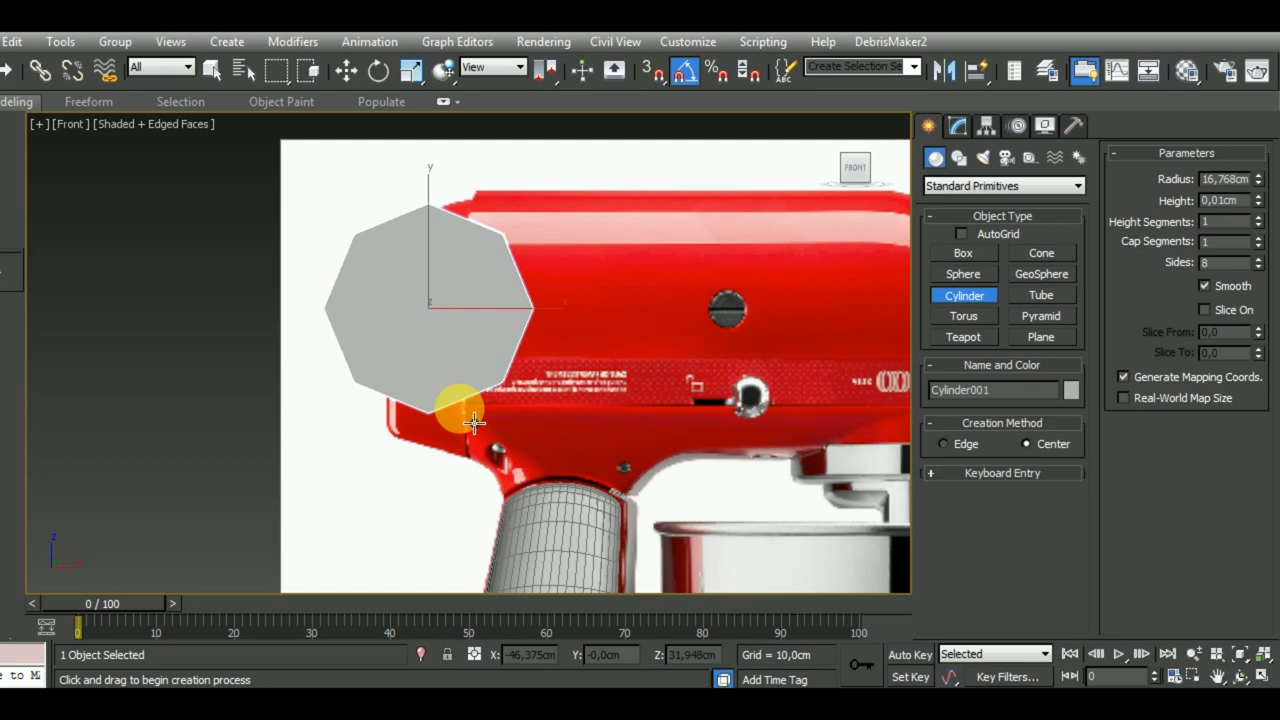 Edit Tools Group Views Create Modifiers Animation Graph Editors Rendering Civil View Customize Scripting Help DebrisMaker2
All View 3 % ABC Create Selection Se
deling Freeform Selection Object Paint Populate
[+] [Front] [Shaded + Edged Faces]
y
FRONT
z
Standard Primitives
- Object Type
AutoGrid
Box Cone
Sphere GeoSphere
Cylinder Tube
Torus Pyramid
Teapot Plane
- Name and Color
Cylinder001
- Creation Method
Edge Center
+ Keyboard Entry
- Parameters
Radius: 16,768cm
Height: 0,01cm
Height Segments: 1
Cap Segments: 1
Sides: 8
Smooth
Slice On
Slice From: 0,0
Slice To: 0,0
Generate Mapping Coords.
Real-World Map Size
z
< 0 / 100 >
0 10 20 30 40 50 60 70 80 90 100
1 Object Selected X: -46,375cm Y: -0,0cm Z: 31,948cm Grid = 10,0cm Auto Key Selected
e to M Click and drag to begin creation process Add Time Tag Set Key Key Filters... 0